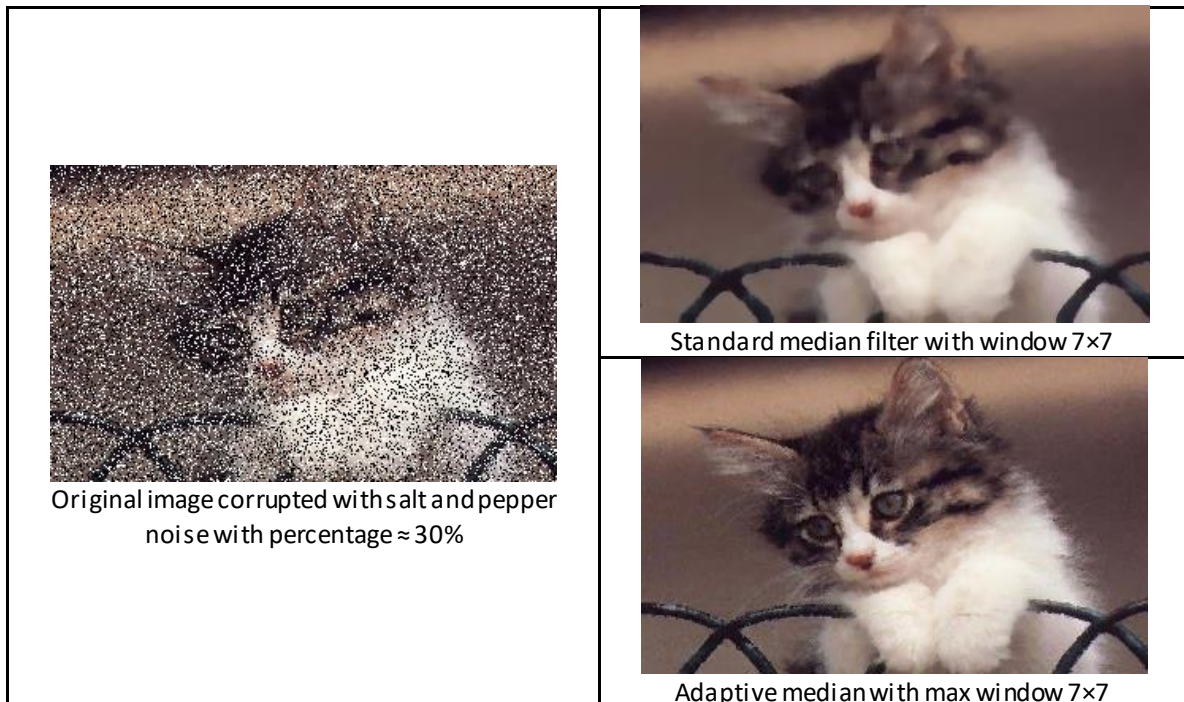 Standard median filter with window 7×7
Original image corrupted with salt and pepper
noise with percentage ≈ 30%
Adaptive median with max window 7×7